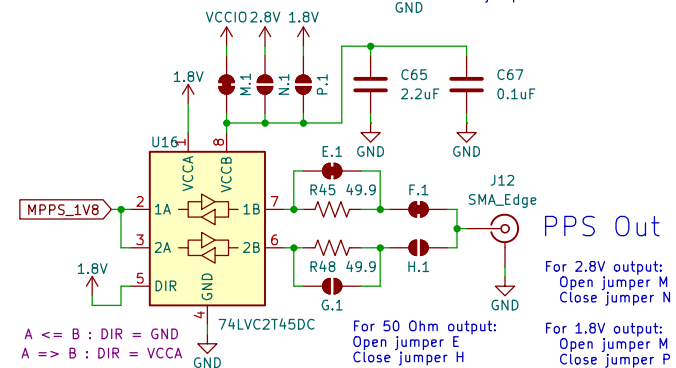 GND
VCCIO 2.8V 1.8V
1.8V
M.1
N.1
P.1
C65
2.2uF
C67
0.1uF
GND
GND
U16
1
8
VCCA
VCCB
E.1
R45 49.9
F.1
J12
SMA_Edge
MPPS_1V8
2
1A
1B
7
3
2A
2B
6
PPS Out
R48 49.9
H.1
G.1
1.8V
5
DIR
GND
4
74LVC2T45DC
GND
GND
For 2.8V output:
Open jumper M
Close jumper N
For 1.8V output:
Open jumper M
Close jumper P
For 50 Ohm output:
Open jumper E
Close jumper H
A <= B : DIR = GND
A => B : DIR = VCCA